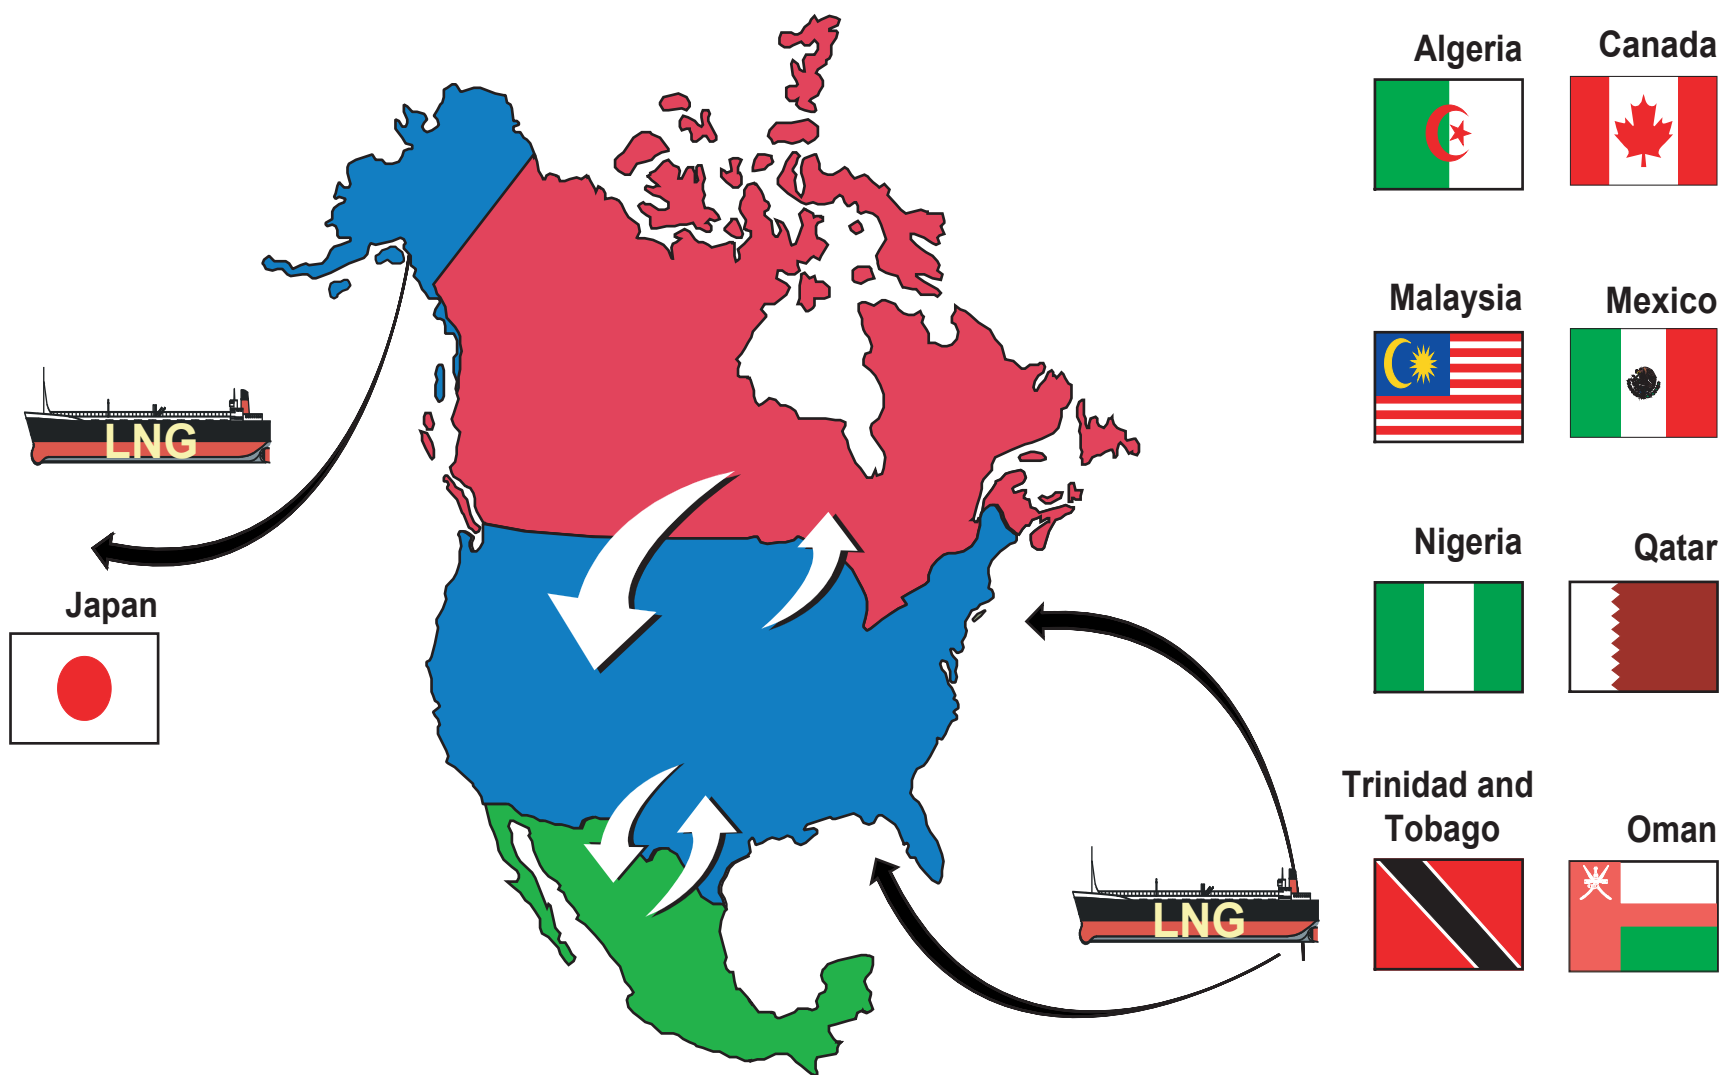 Algeria
Canada
Malaysia
Mexico
LNG
Nigeria
Qatar
Japan
Trinidad and
Tobago
Oman
LNG